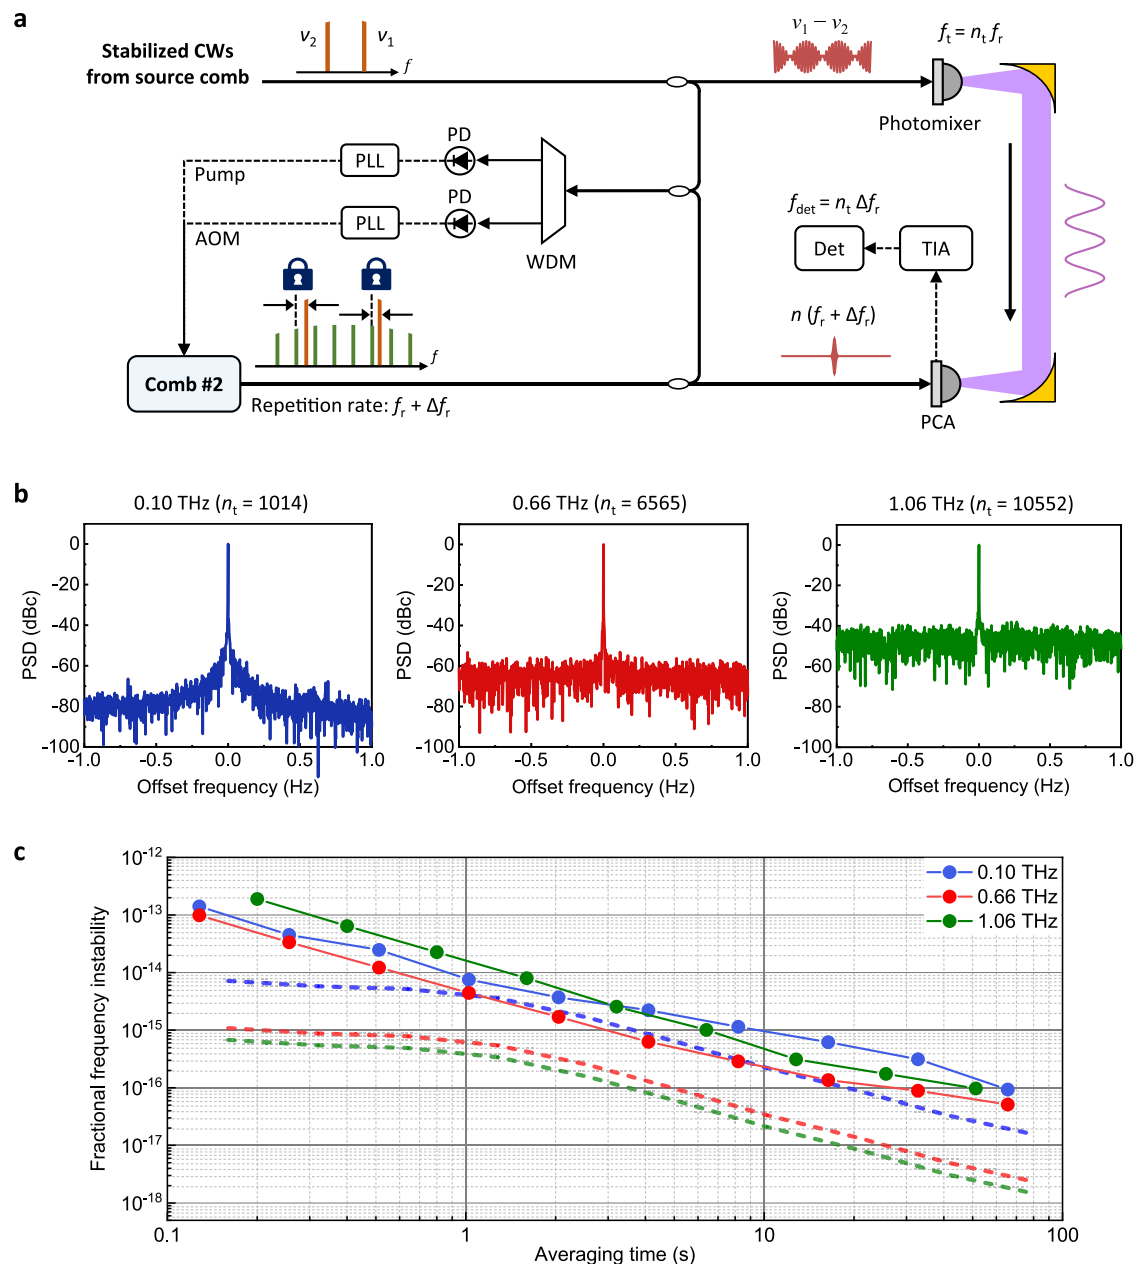 a
Stabilized CWs
from source comb
ν2
ν1
f
ν1 − ν2
ft = nt fr
Photomixer
PD
PLL
Pump
PD
PLL
AOM
WDM
fdet = nt Δfr
Det
TIA
n (fr + Δfr)
f
Comb #2
Repetition rate: fr + Δfr
PCA
b
0.10 THz (nt = 1014)
0.66 THz (nt = 6565)
1.06 THz (nt = 10552)
PSD (dBc)
0
-20
-40
-60
-80
-100
-1.0
-0.5
0.0
0.5
1.0
Offset frequency (Hz)
PSD (dBc)
0
-20
-40
-60
-80
-100
-1.0
-0.5
0.0
0.5
1.0
Offset frequency (Hz)
PSD (dBc)
0
-20
-40
-60
-80
-100
-1.0
-0.5
0.0
0.5
1.0
Offset frequency (Hz)
c
Fractional frequency instability
10-12
10-13
10-14
10-15
10-16
10-17
10-18
0.10 THz
0.66 THz
1.06 THz
0.1
1
10
100
Averaging time (s)